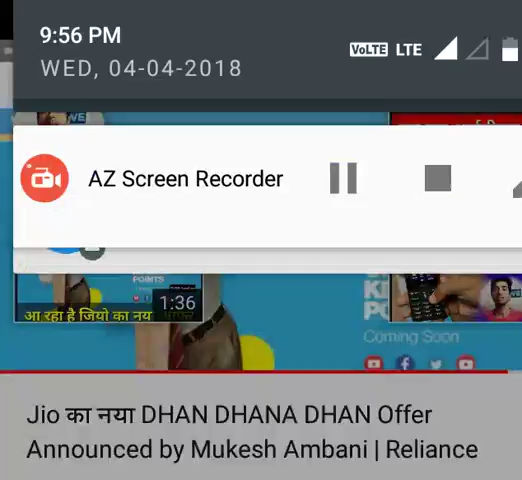 9:56 PM
VoLTE LTE
WED, 04-04-2018
AZ Screen Recorder
POINTS
1:36
आ रहा है जियो का नया
Coming Soon
Jio का नया DHAN DHANA DHAN Offer
Announced by Mukesh Ambani | Reliance